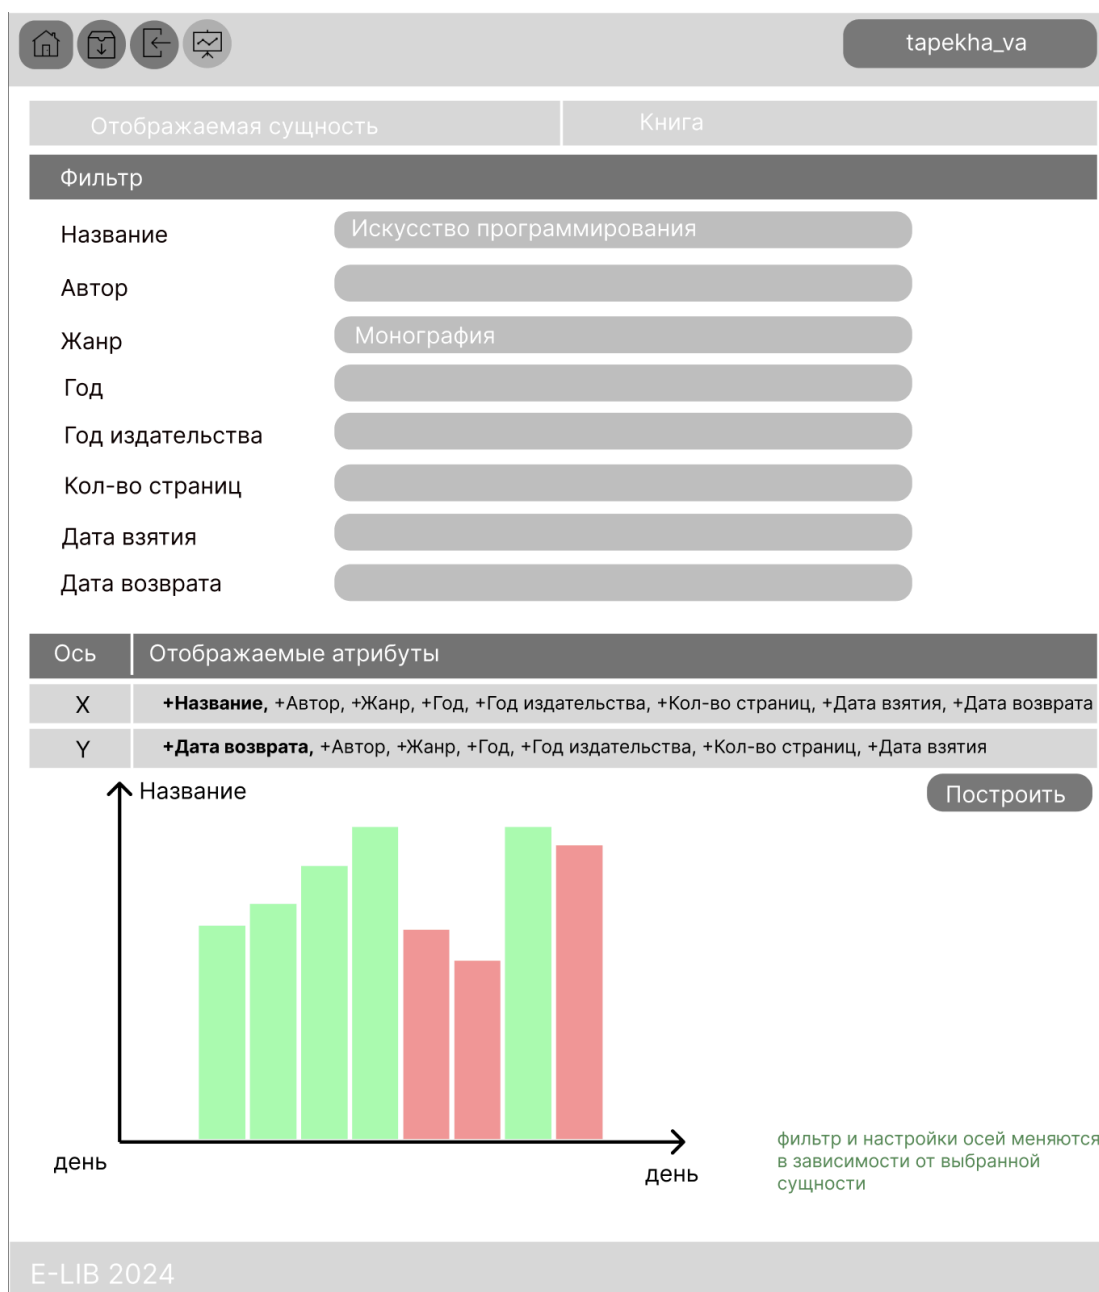 tapekha_va
Отображаемая сущность Книга
Фильтр
Название Искусство программирования
Автор
Жанр Монография
Год
Год издательства
Кол-во страниц
Дата взятия
Дата возврата
Ось Отображаемые атрибуты
X +Название, +Автор, +Жанр, +Год, +Год издательства, +Кол-во страниц, +Дата взятия, +Дата возврата
Y +Дата возврата, +Автор, +Жанр, +Год, +Год издательства, +Кол-во страниц, +Дата взятия
Название
Построить
день
день
фильтр и настройки осей меняются
в зависимости от выбранной
сущности
E-LIB 2024